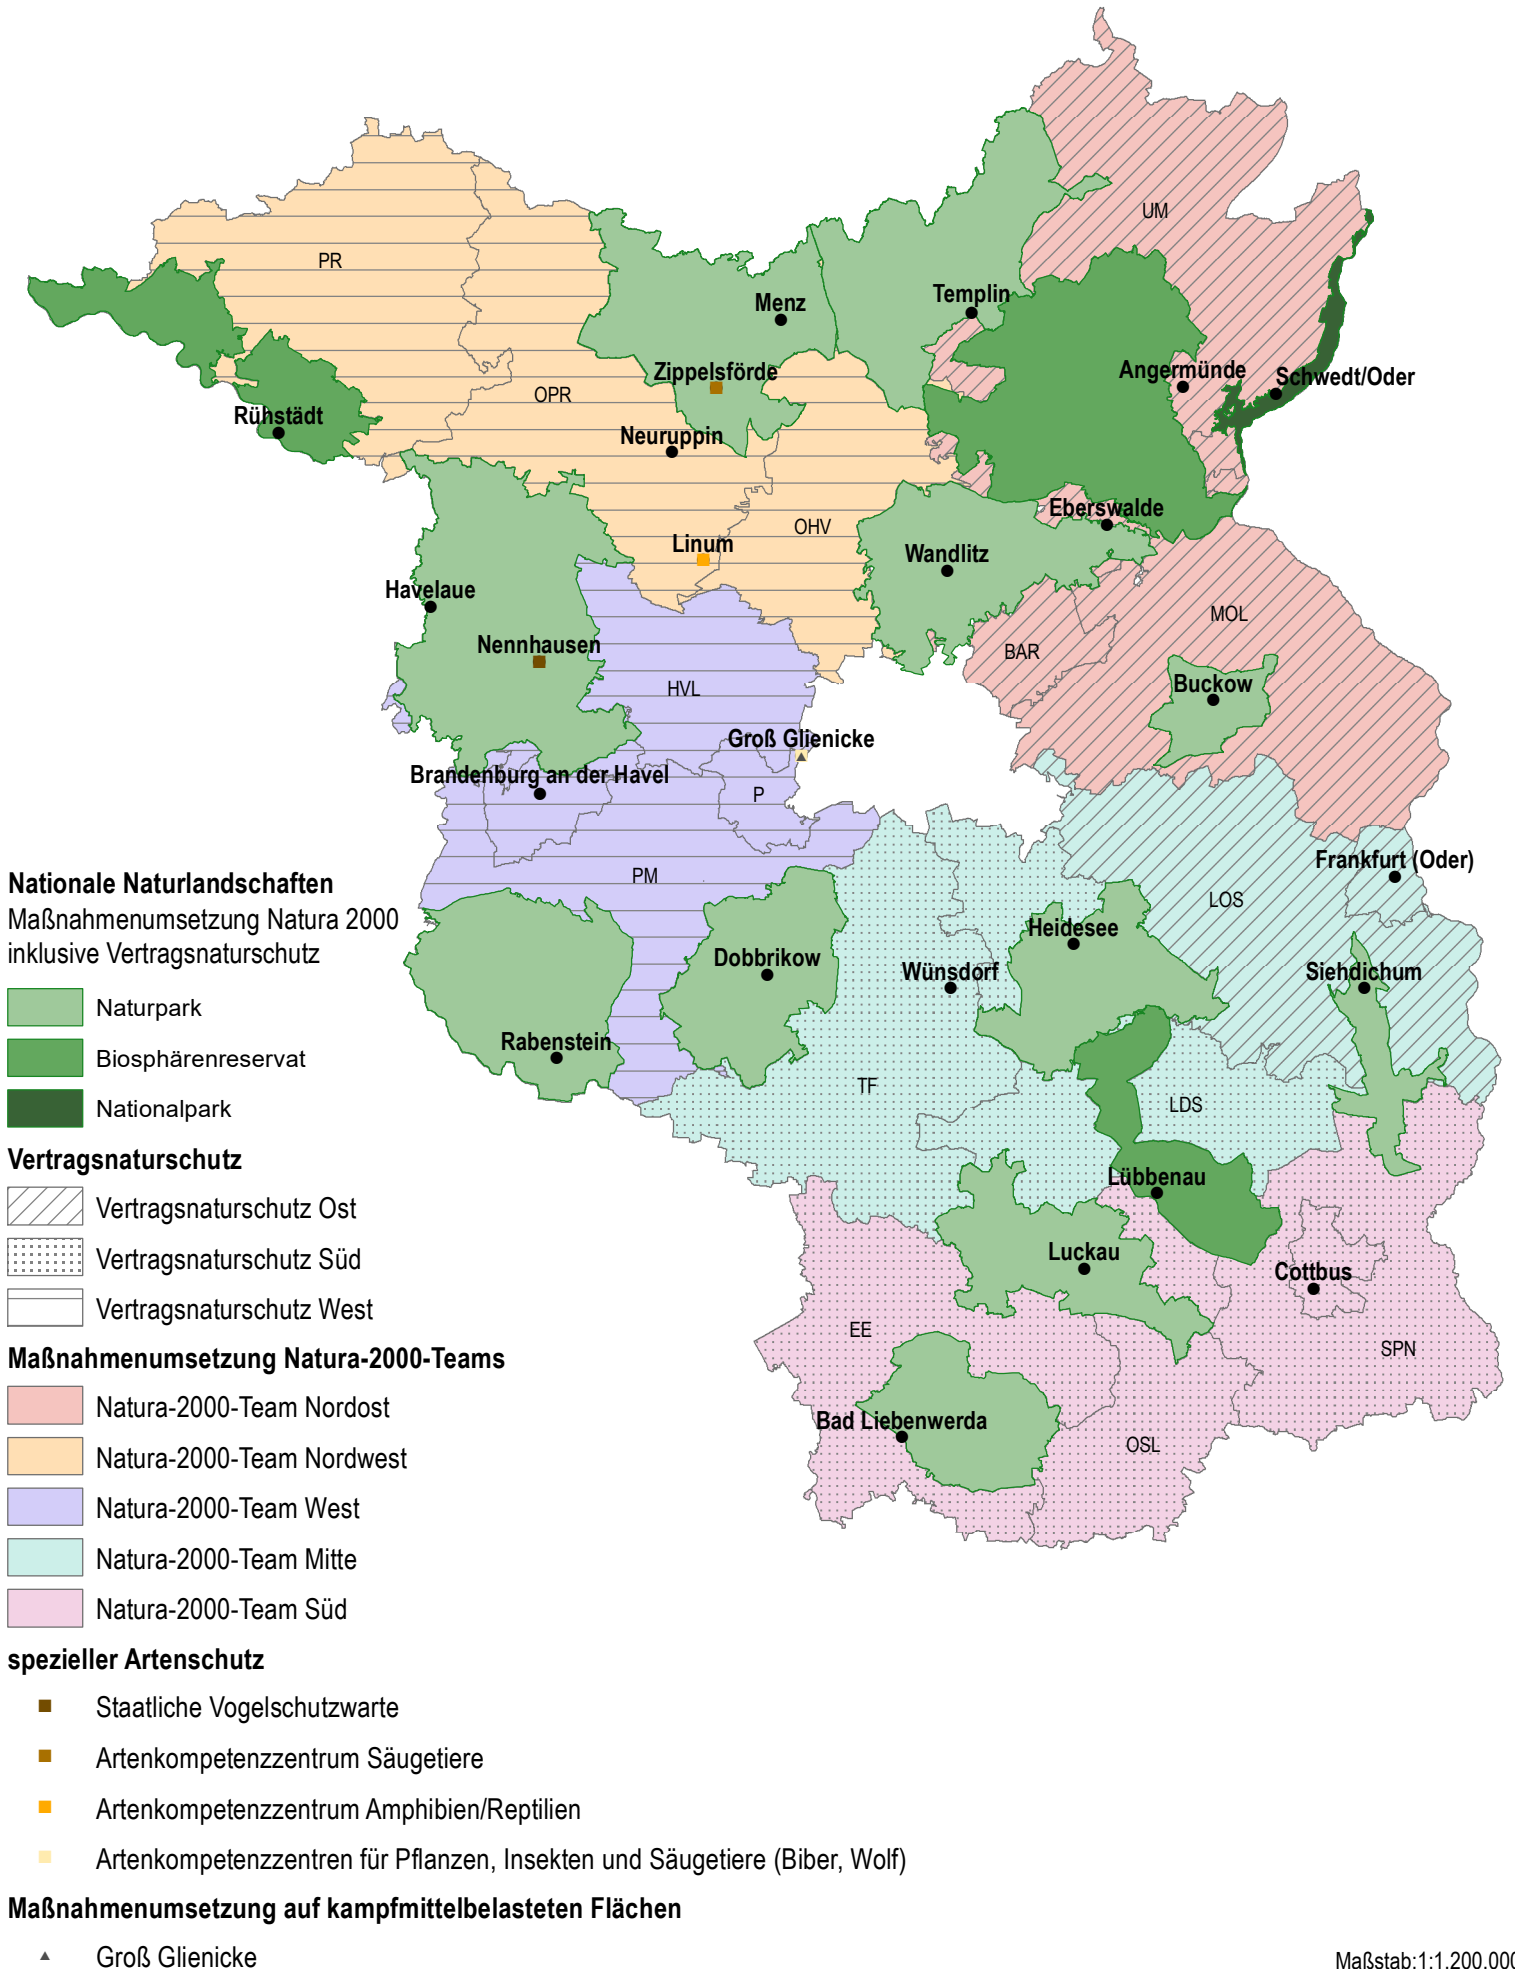 UM
PR
Menz
Templin
Zippelsförde
Angermünde
Schwedt/Oder
OPR
Rühstädt
Neuruppin
Eberswalde
OHV
Linum
Wandlitz
Havelaue
MOL
Nennhausen
BAR
HVL
Buckow
Groß Glienicke
Brandenburg an der Havel
P
Frankfurt (Oder)
PM
LOS
Heidesee
Dobbrikow
Wünsdorf
Siehdichum
Rabenstein
TF
LDS
Lübbenau
Luckau
Cottbus
EE
SPN
Bad Liebenwerda
OSL
Nationale Naturlandschaften
Maßnahmenumsetzung Natura 2000
inklusive Vertragsnaturschutz
Naturpark
Biosphärenreservat
Nationalpark
Vertragsnaturschutz
Vertragsnaturschutz Ost
Vertragsnaturschutz Süd
Vertragsnaturschutz West
Maßnahmenumsetzung Natura-2000-Teams
Natura-2000-Team Nordost
Natura-2000-Team Nordwest
Natura-2000-Team West
Natura-2000-Team Mitte
Natura-2000-Team Süd
spezieller Artenschutz
Staatliche Vogelschutzwarte
Artenkompetenzzentrum Säugetiere
Artenkompetenzzentrum Amphibien/Reptilien
Artenkompetenzzentren für Pflanzen, Insekten und Säugetiere (Biber, Wolf)
Maßnahmenumsetzung auf kampfmittelbelasteten Flächen
Groß Glienicke
Maßstab:1:1.200.000